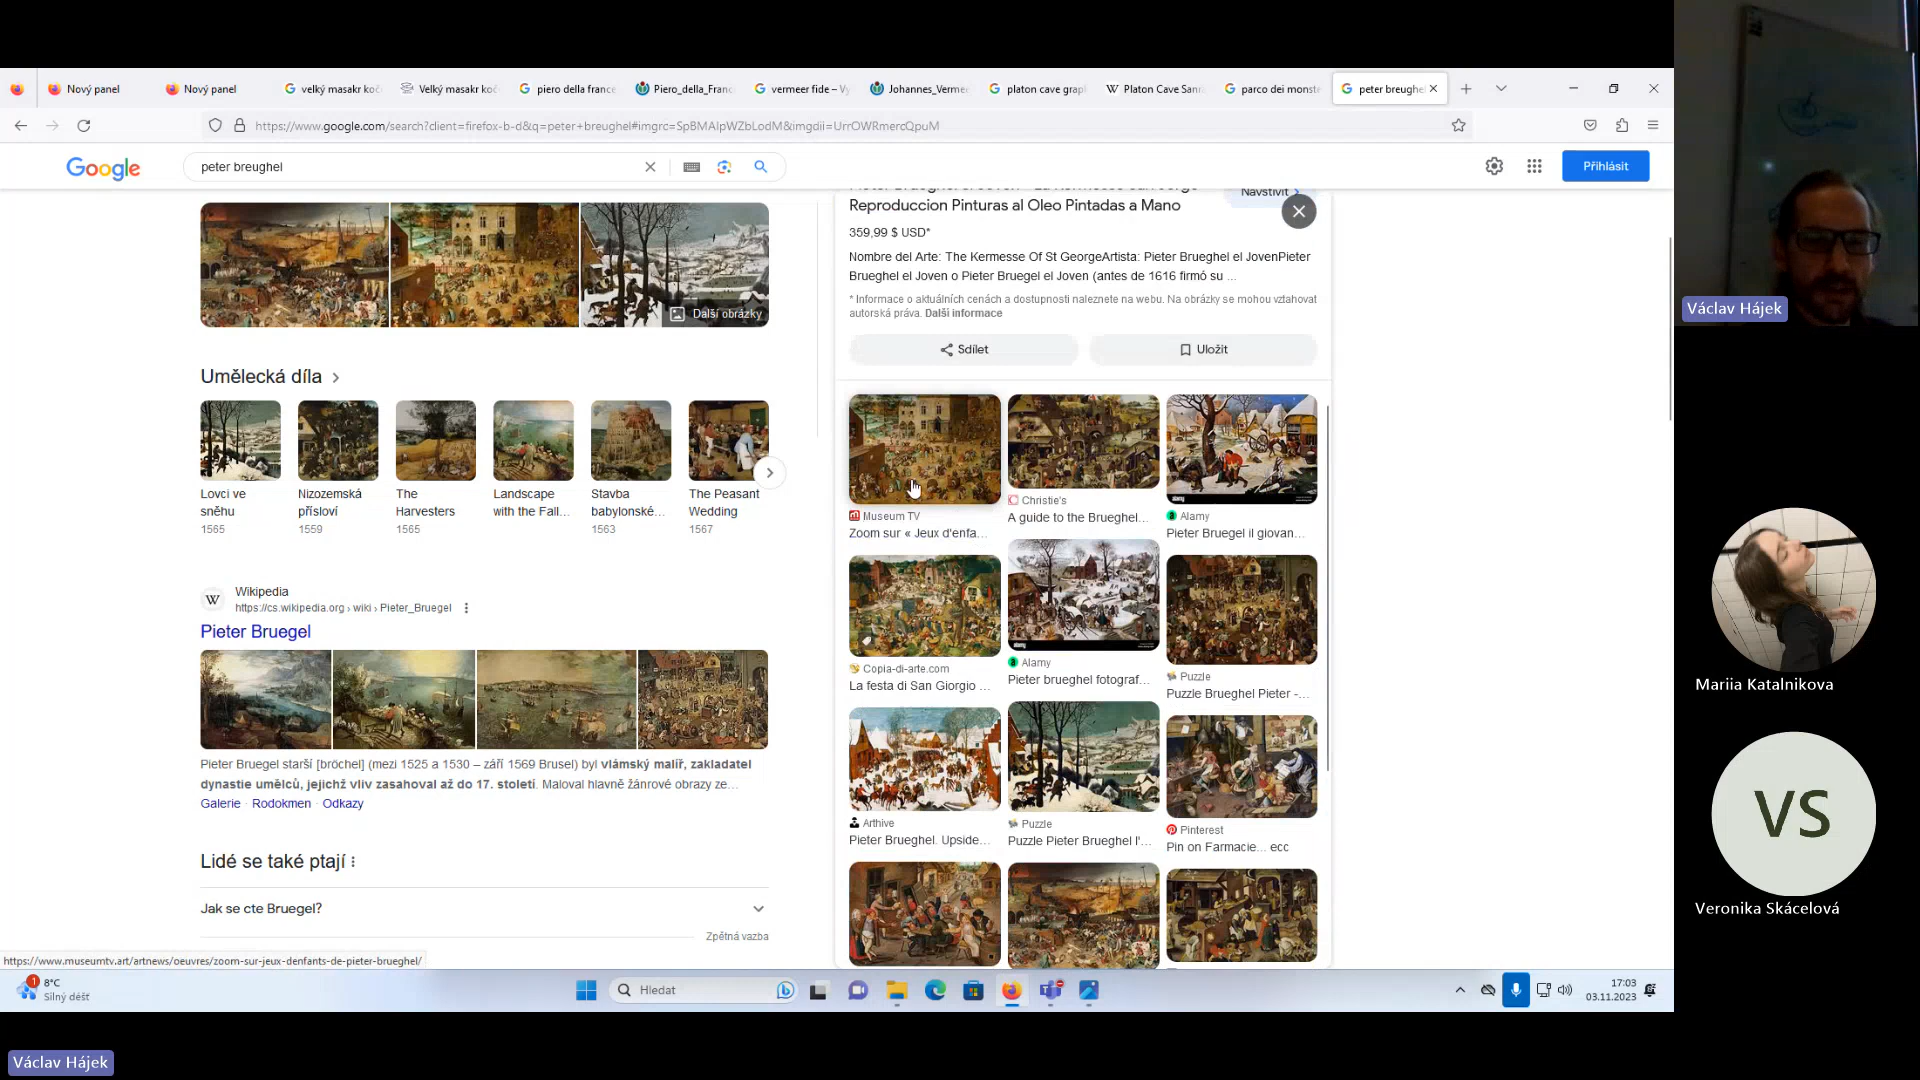 Nový panel
Nový panel
velký masakr koč
Velký masakr koč
piero della france
Piero_della_Franc
vermeer fide – Vy
Johannes_Verme
platon cave grap
Platon Cave Sanr
parco dei monste
peter breughe
https://www.google.com/search?client=firefox-b-d&q=peter+breughel#imgrc=SpBMAlpWZbLodM&imgdii=UrrOWRmercQpuM
Google
peter breughel
Přihlásit
Další obrázky
Umělecká díla
Lovci ve
sněhu
1565
Nizozemská
přísloví
1559
The
Harvesters
1565
Landscape
with the Fall...
Stavba
babylonské...
1563
The Peasant
Wedding
1567
Wikipedia
https://cs.wikipedia.org › wiki › Pieter_Bruegel
Pieter Bruegel
Pieter Bruegel starší [bröchel] (mezi 1525 a 1530 – září 1569 Brusel) byl vlámský malíř, zakladatel
dynastie umělců, jejichž vliv zasahoval až do 17. století. Maloval hlavně žánrové obrazy ze...
Galerie · Rodokmen · Odkazy
Lidé se také ptají
Jak se cte Bruegel?
Zpětná vazba
https://www.museumtv.art/artnews/oeuvres/zoom-sur-jeux-denfants-de-pieter-brueghel/
Navštívit
Reproduccion Pinturas al Oleo Pintadas a Mano
359,99 $ USD*
Nombre del Arte: The Kermesse Of St GeorgeArtista: Pieter Brueghel el JovenPieter
Brueghel el Joven o Pieter Bruegel el Joven (antes de 1616 firmó su ...
* Informace o aktuálních cenách a dostupnosti naleznete na webu. Na obrázky se mohou vztahovat
autorská práva. Další informace
Sdílet
Uložit
Museum TV
Zoom sur « Jeux d'enfa...
Christie's
A guide to the Brueghel...
alamy
Alamy
Pieter Bruegel il giovan...
Copia-di-arte.com
La festa di San Giorgio ...
alamy
Alamy
Pieter brueghel fotograf...
Puzzle
Puzzle Brueghel Pieter -...
Arthive
Pieter Brueghel. Upside...
Puzzle
Puzzle Pieter Brueghel l'...
Pinterest
Pin on Farmacie... ecc
1
8°C
Silný déšť
Hledat
17:03
03.11.2023
Václav Hájek
Mariia Katalnikova
VS
Veronika Skácelová
Václav Hájek